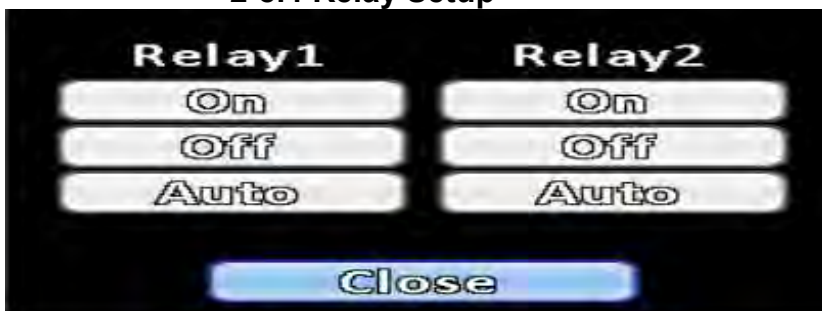 Relay Setup
Relay1 Relay2
On On
Off Off
Auto Auto
Close